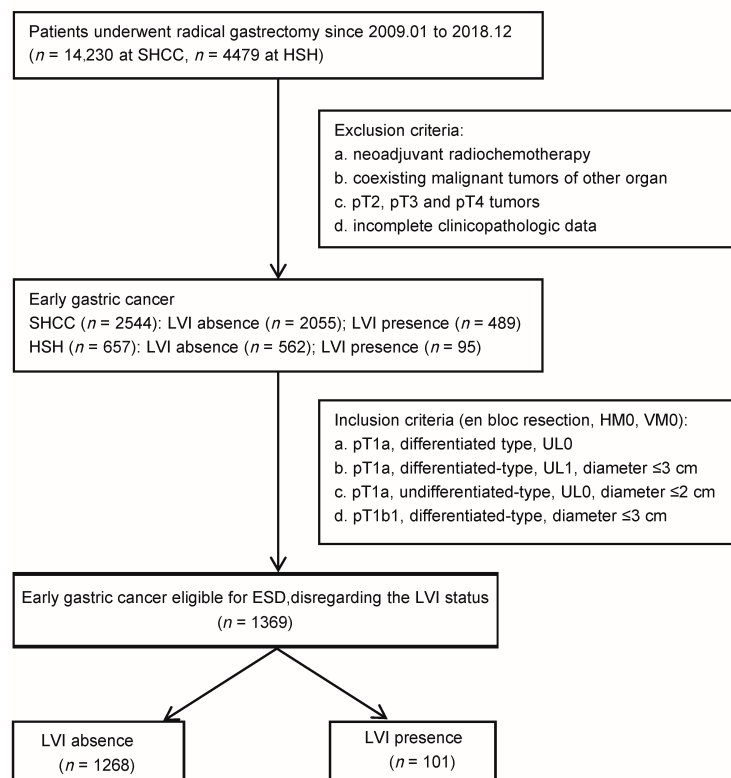 Patients underwent radical gastrectomy since 2009.01 to 2018.12
(n = 14,230 at SHCC, n = 4479 at HSH)
Exclusion criteria:
a. neoadjuvant radiochemotherapy
b. coexisting malignant tumors of other organ
c. pT2, pT3 and pT4 tumors
d. incomplete clinicopathologic data
Early gastric cancer
SHCC (n = 2544): LVI absence (n = 2055); LVI presence (n = 489)
HSH (n = 657): LVI absence (n = 562); LVI presence (n = 95)
Inclusion criteria (en bloc resection, HM0, VM0):
a. pT1a, differentiated type, UL0
b. pT1a, differentiated-type, UL1, diameter ≤3 cm
c. pT1a, undifferentiated-type, UL0, diameter ≤2 cm
d. pT1b1, differentiated-type, diameter ≤3 cm
Early gastric cancer eligible for ESD,disregarding the LVI status
(n = 1369)
LVI absence
(n = 1268)
LVI presence
(n = 101)